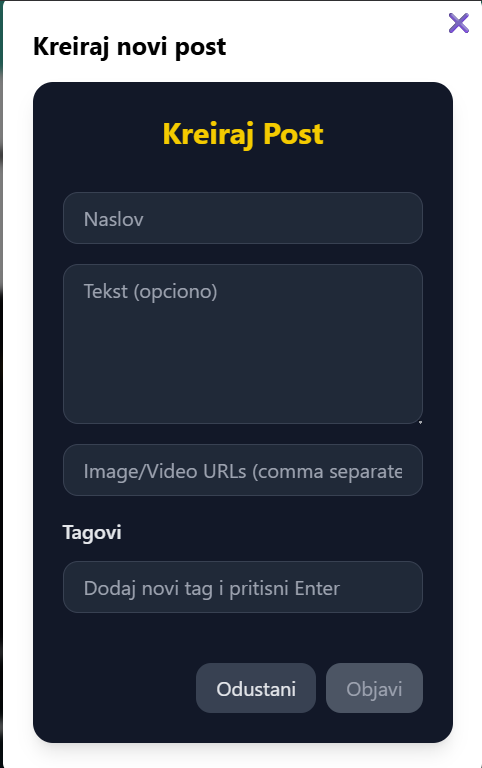 Kreiraj novi post
Kreiraj Post
Naslov
Tekst (opciono)
Image/Video URLs (comma separate
Tagovi
Dodaj novi tag i pritisni Enter
Odustani
Objavi